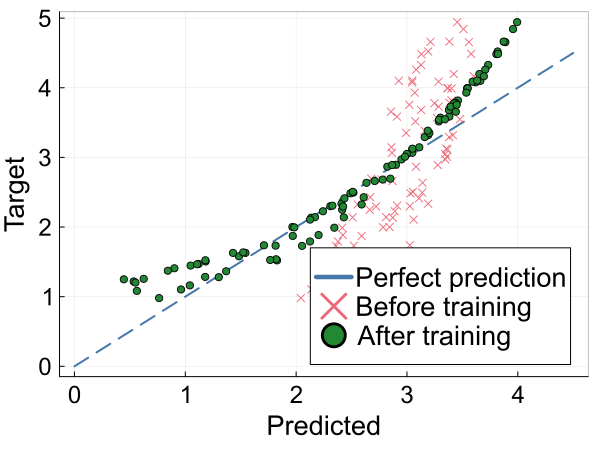 5
4
3
2
1
0
Target
Perfect prediction
Before training
After training
0 1 2 3 4
Predicted